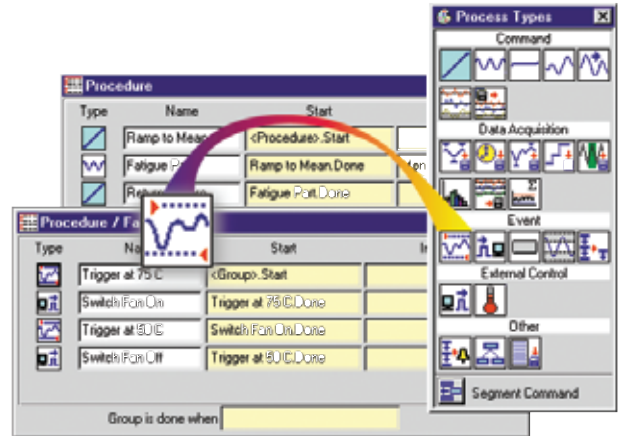 Process Types
Command
Data Acquisition
Event
External Control
Other
Segment Command
Procedure
Type Name Start
Ramp to Mean <Procedure>.Start
Fatigue Ramp to Mean.Done
Fatigue Part.Done
Procedure / Fa
Type Na Start In
Trigger at 75 C <Group>.Start
Switch Fan On Trigger at 75 C.Done
Trigger at 50 C Switch Fan On.Done
Switch Fan Off Trigger at 50 C.Done
Group is done when